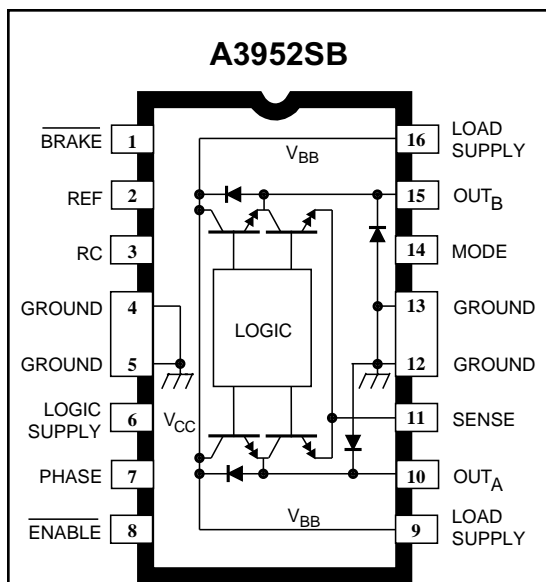 A3952SB
BRAKE 1
REF 2
RC 3
GROUND 4
GROUND 5
LOGIC
SUPPLY 6
PHASE 7
ENABLE 8
V_BB
LOGIC
V_CC
V_BB
16 LOAD
SUPPLY
15 OUT_B
14 MODE
13 GROUND
12 GROUND
11 SENSE
10 OUT_A
9 LOAD
SUPPLY